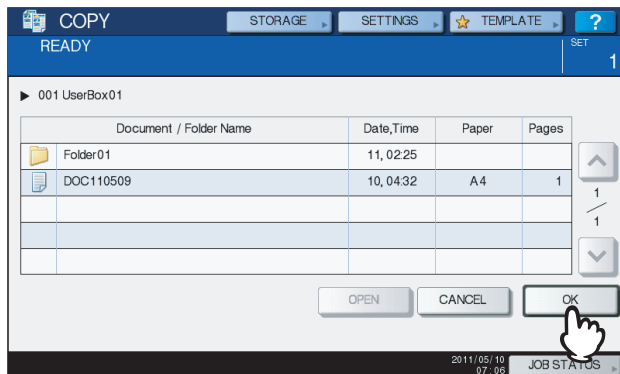 COPY STORAGE SETTINGS TEMPLATE ?
READY SET
1
001 UserBox01
Document / Folder Name Date,Time Paper Pages
Folder01 11, 02:25
DOC110509 10, 04:32 A4 1
1
1
OPEN CANCEL OK
2011/05/10
07:06 JOB STATUS